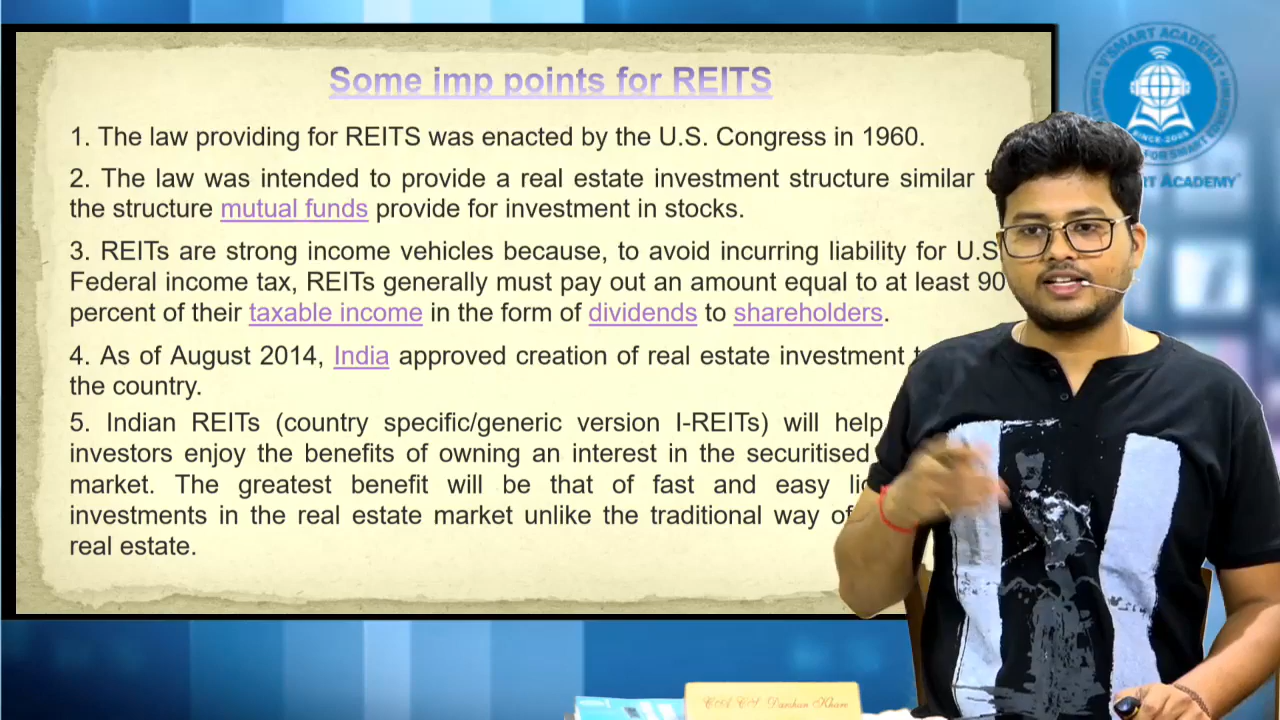 Some imp points for REITS
1. The law providing for REITS was enacted by the U.S. Congress in 1960.
2. The law was intended to provide a real estate investment structure similar
the structure mutual funds provide for investment in stocks.
3. REITs are strong income vehicles because, to avoid incurring liability for U.S.
Federal income tax, REITs generally must pay out an amount equal to at least 90
percent of their taxable income in the form of dividends to shareholders.
4. As of August 2014, India approved creation of real estate investment
the country.
5. Indian REITs (country specific/generic version I-REITs) will help
investors enjoy the benefits of owning an interest in the securitised
market. The greatest benefit will be that of fast and easy
investments in the real estate market unlike the traditional way of
real estate.
V'SMART ACADEMY
SINCE-2015
FOR SMART
ACADEMY
CMA CS Darshan Khare